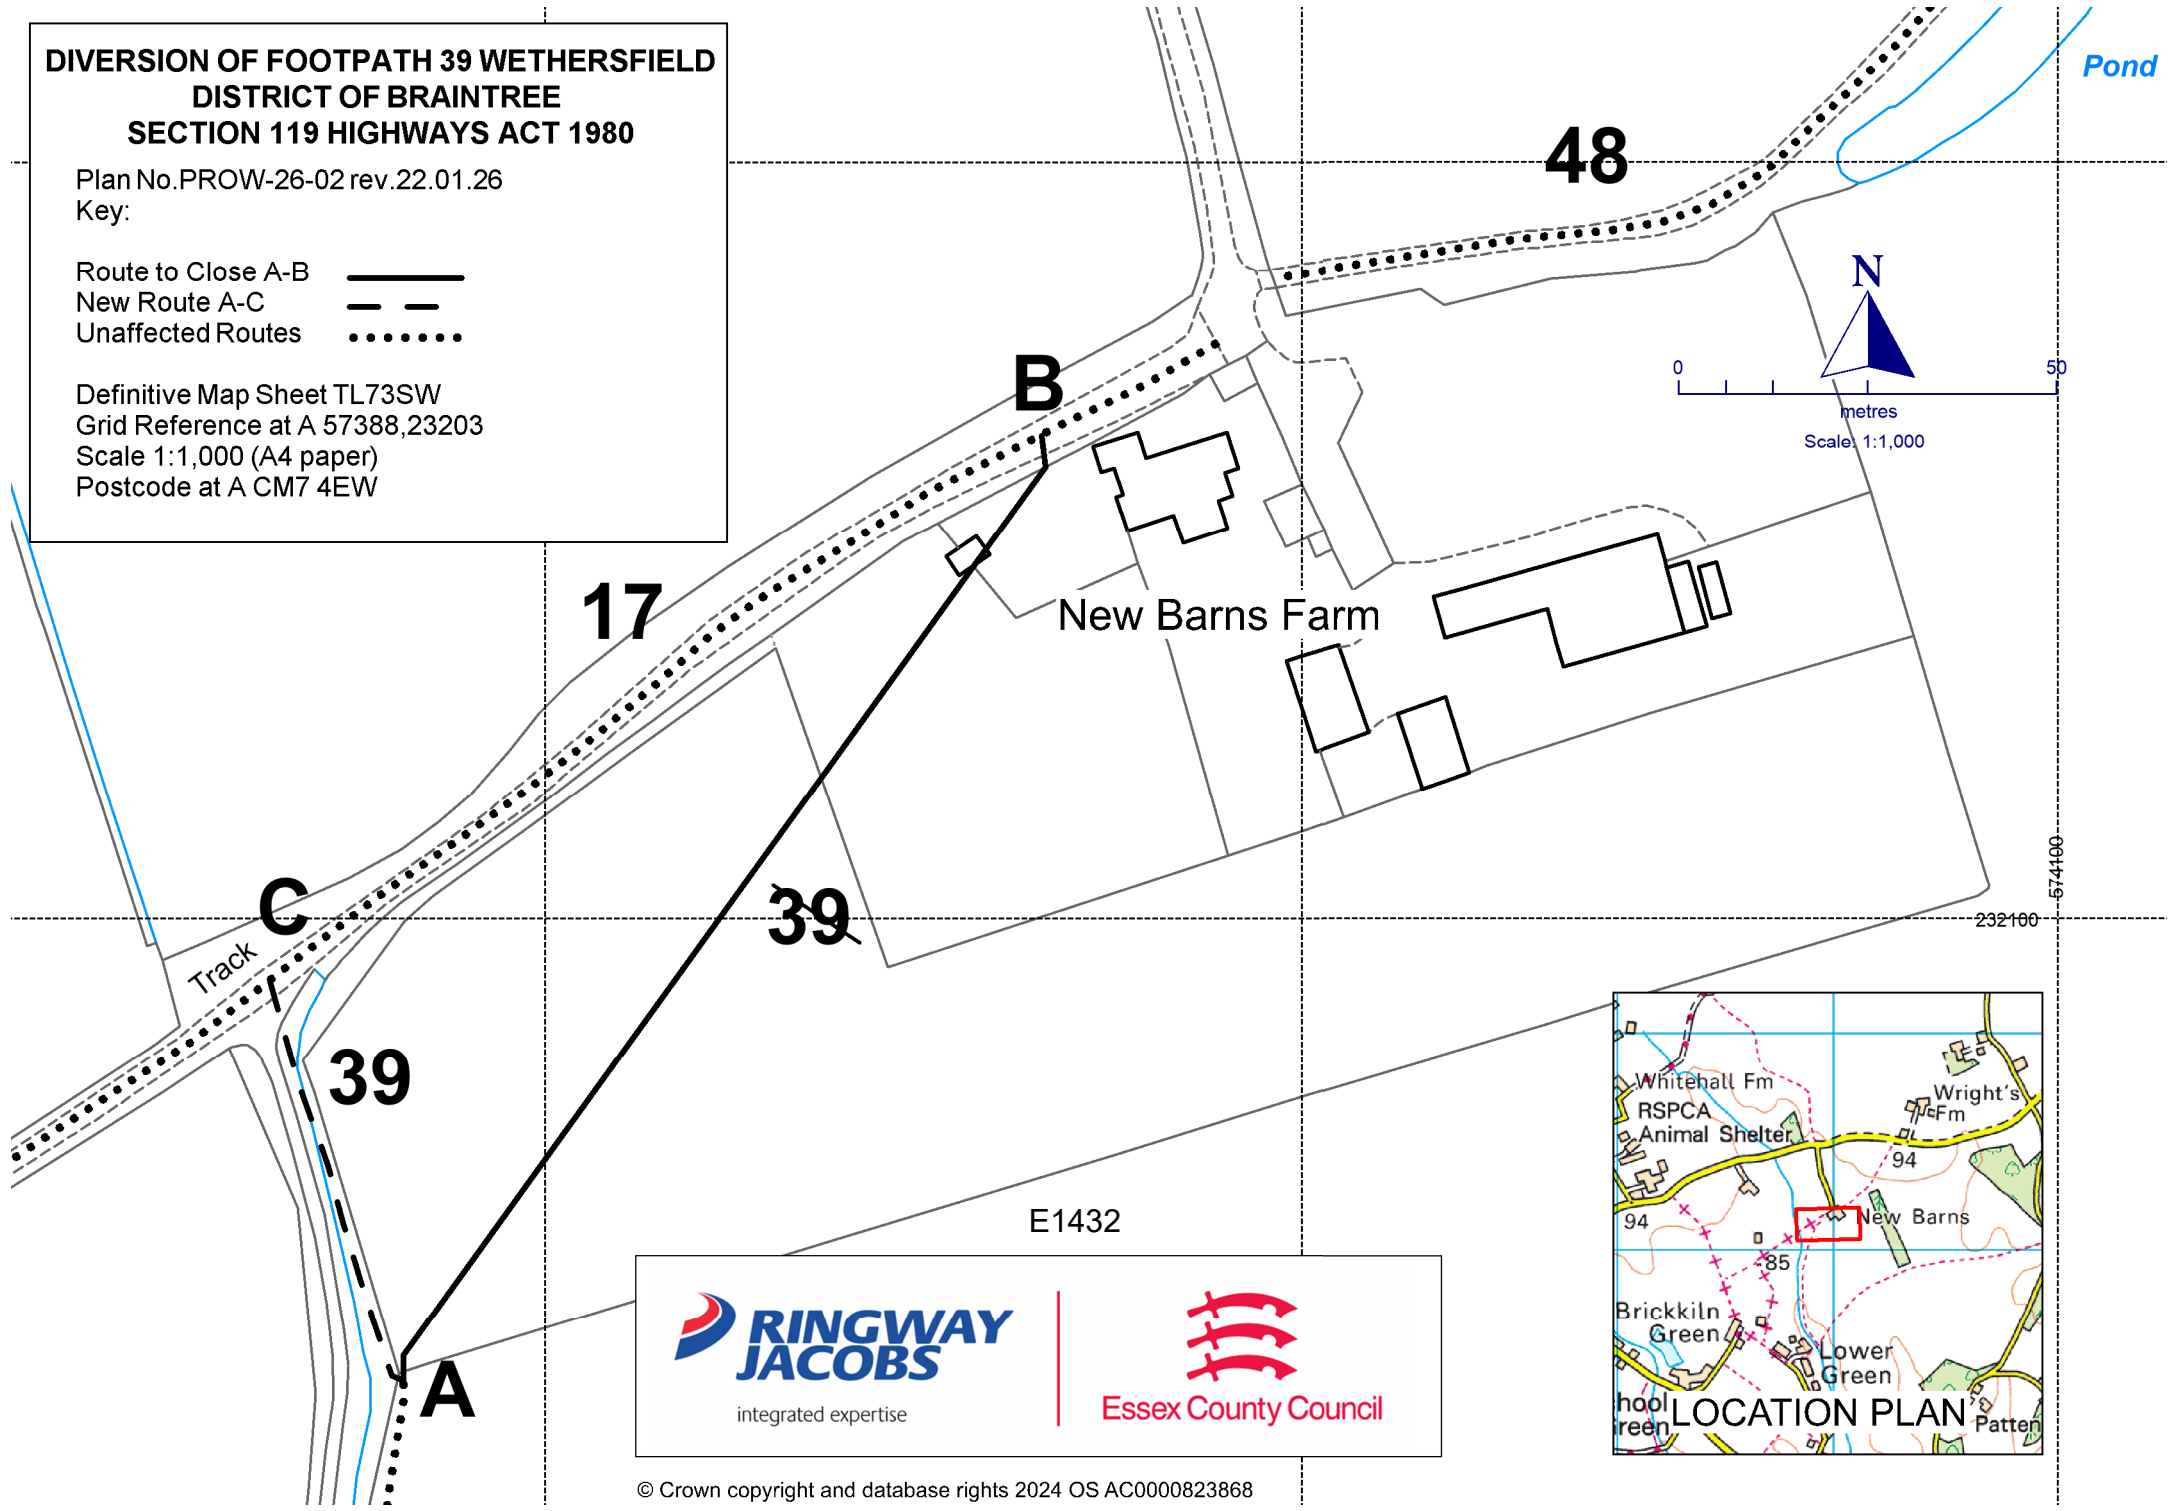 DIVERSION OF FOOTPATH 39 WETHERSFIELD
DISTRICT OF BRAINTREE
SECTION 119 HIGHWAYS ACT 1980
Plan No.PROW-26-02 rev.22.01.26
Key:
Route to Close A-B
New Route A-C
Unaffected Routes
Definitive Map Sheet TL73SW
Grid Reference at A 57388,23203
Scale 1:1,000 (A4 paper)
Postcode at A CM7 4EW
Pond
48
N
0 50
metres
Scale: 1:1,000
B
17
New Barns Farm
C
Track
39
39
574100
232100
A
E1432
RINGWAY
JACOBS
integrated expertise
Essex County Council
Whitehall Fm
RSPCA
Animal Shelter
Wright's
Fm
94
94
New Barns
85
Brickkiln
Green
Lower
Green
hool
reen
LOCATION PLAN
Patten
© Crown copyright and database rights 2024 OS AC0000823868